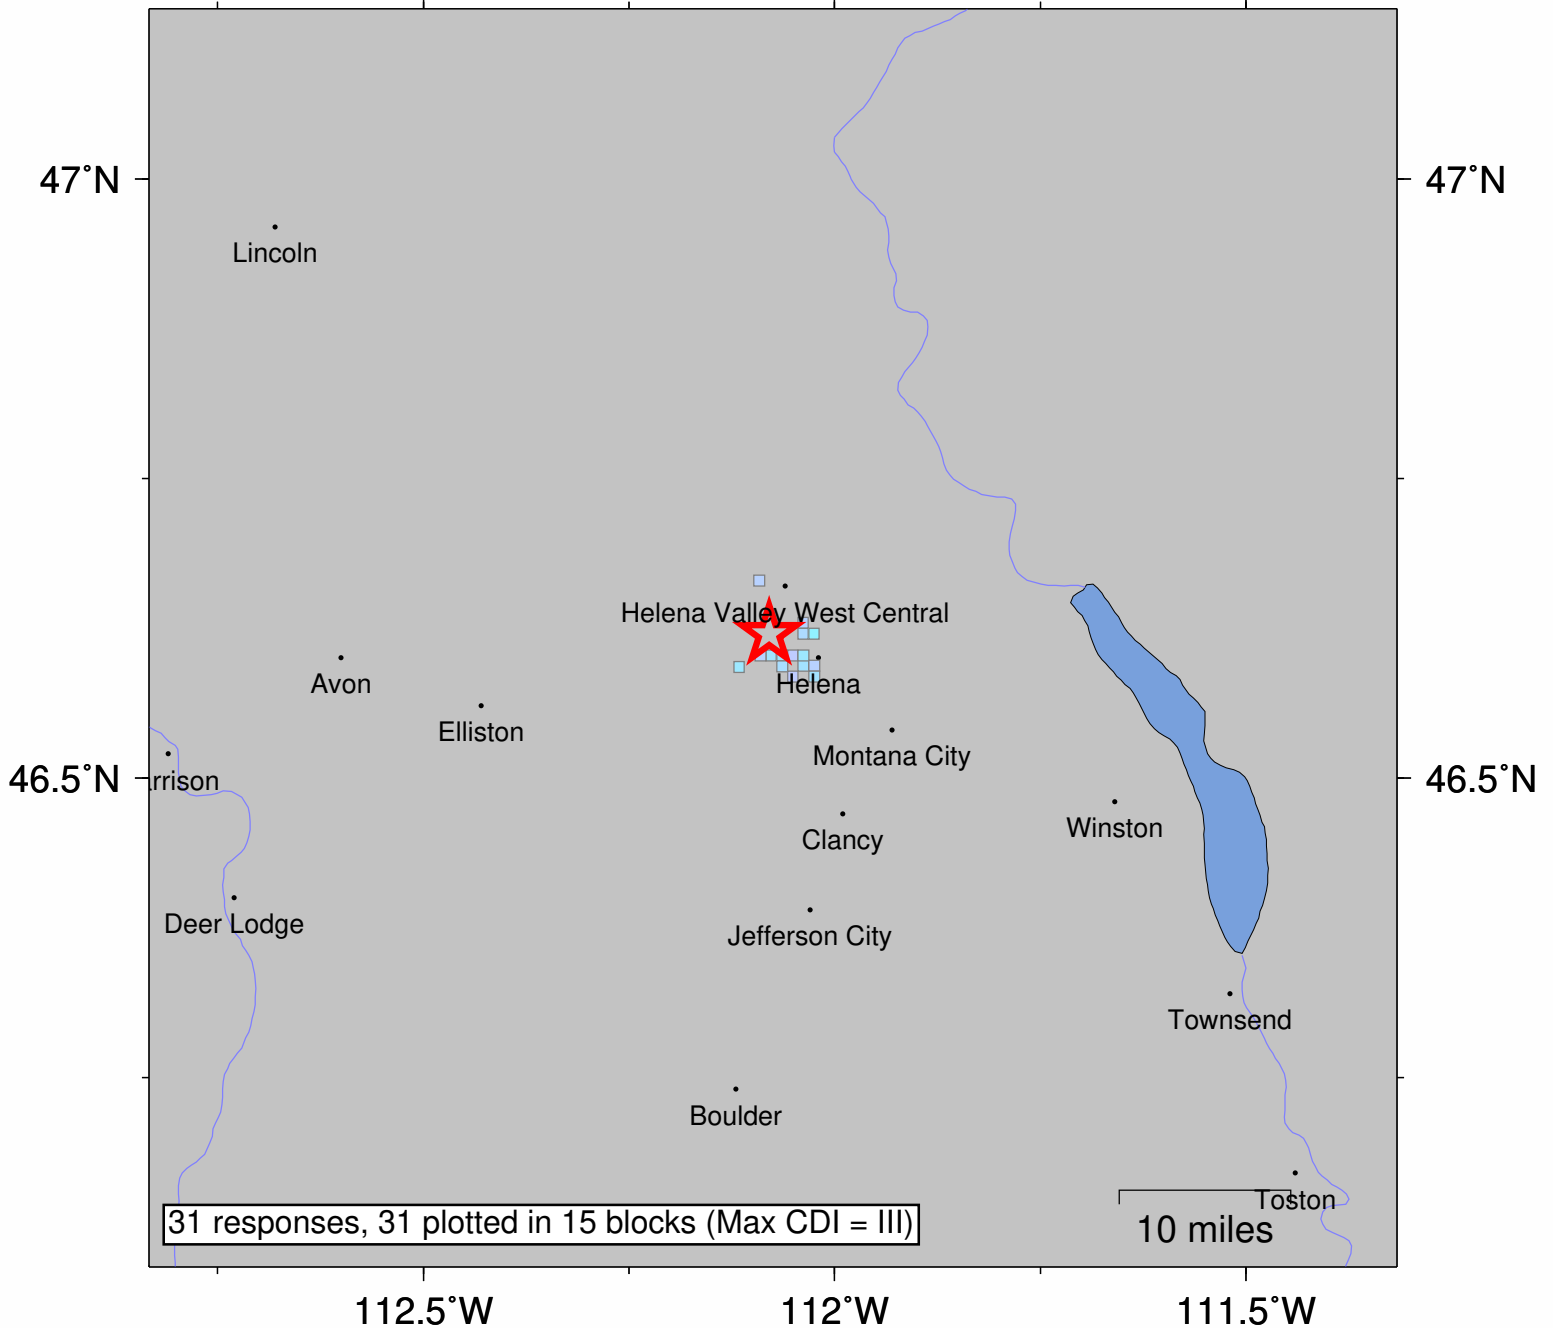 47˚N
47˚N
Lincoln
Helena Valley West Central
Avon
Helena
Elliston
Montana City
46.5˚N
rrison
46.5˚N
Winston
Clancy
Deer Lodge
Jefferson City
Townsend
Boulder
Toston
31 responses, 31 plotted in 15 blocks (Max CDI = III)
10 miles
112.5˚W
112˚W
111.5˚W